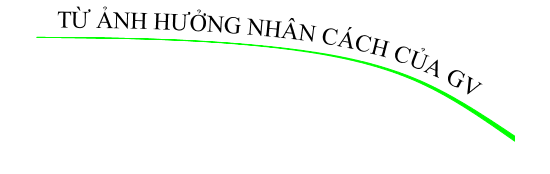 TỪ ẢNH HƯỞNG NHÂN CÁCH CỦA GV